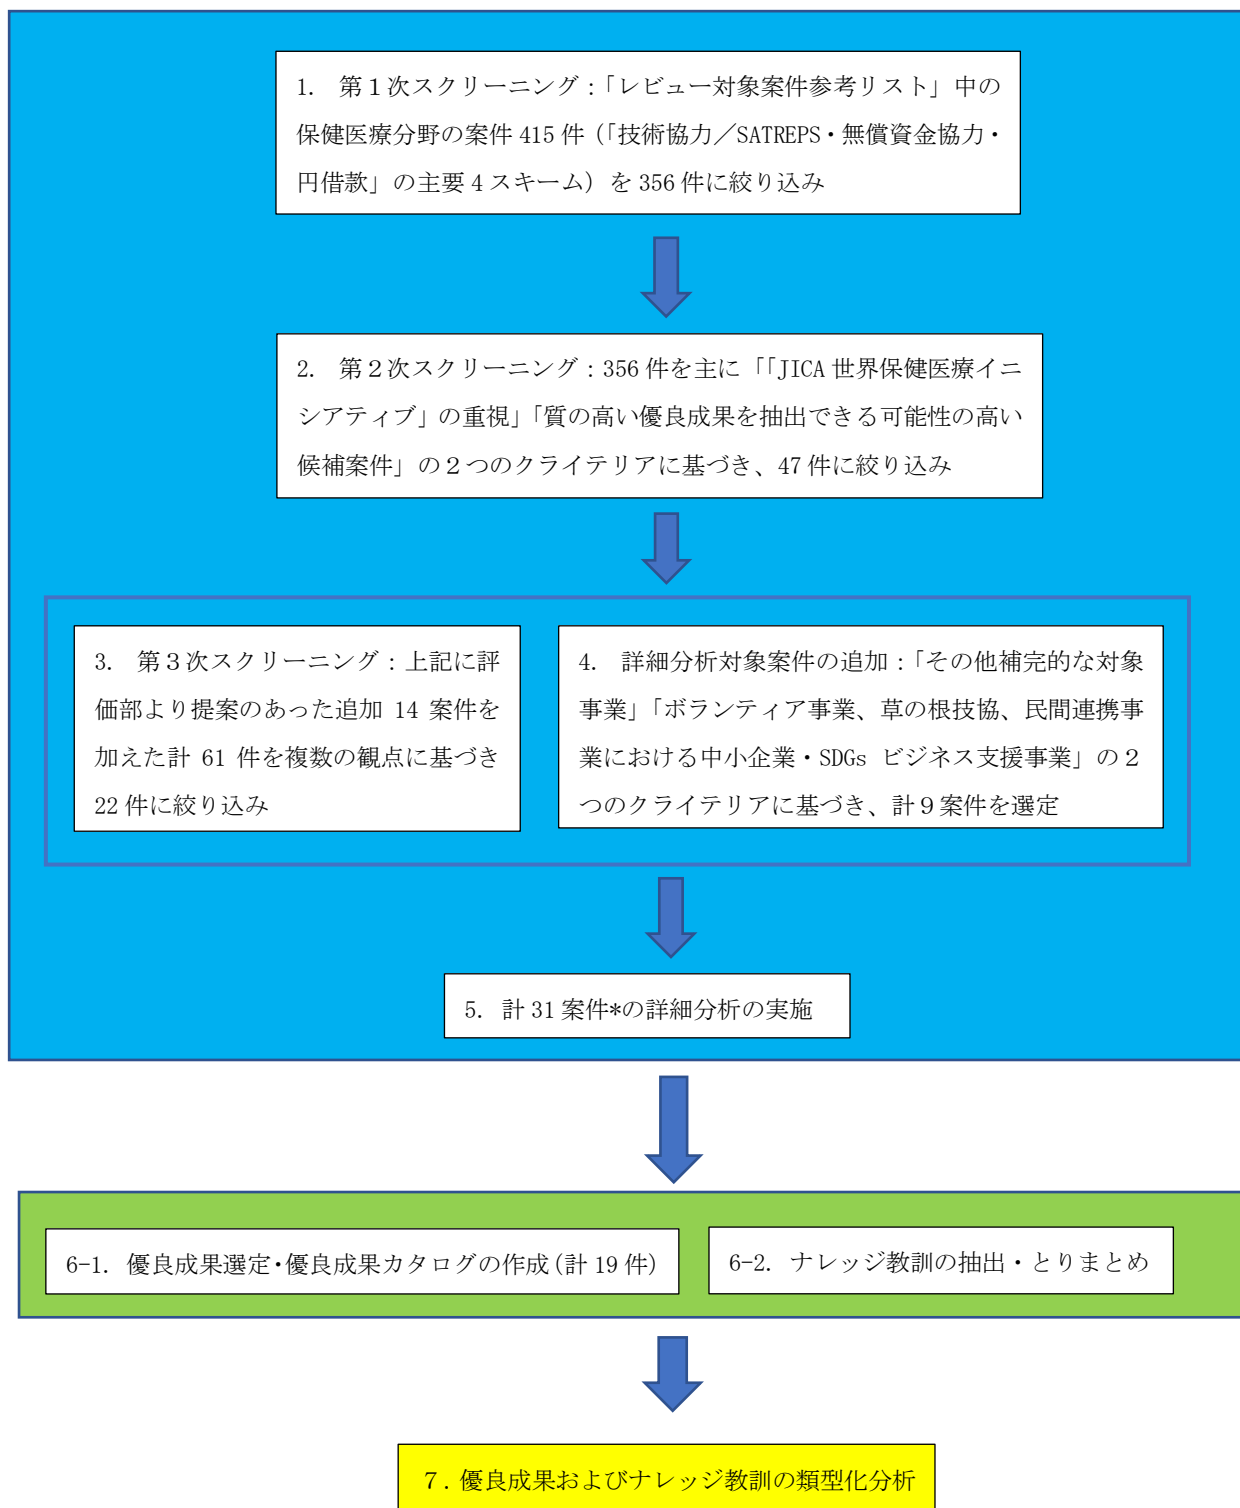 1. 第１次スクリーニング：「レビュー対象案件参考リスト」中の
保健医療分野の案件 415 件（「技術協力／SATREPS・無償資金協力・
円借款」の主要 4 スキーム）を 356 件に絞り込み
2. 第２次スクリーニング：356 件を主に「「JICA 世界保健医療イニ
シアティブ」の重視」「質の高い優良成果を抽出できる可能性の高い
候補案件」の２つのクライテリアに基づき、47 件に絞り込み
3. 第３次スクリーニング：上記に評
価部より提案のあった追加 14 案件を
加えた計 61 件を複数の観点に基づき
22 件に絞り込み
4. 詳細分析対象案件の追加：「その他補完的な対象
事業」「ボランティア事業、草の根技協、民間連携事
業における中小企業・SDGs ビジネス支援事業」の２
つのクライテリアに基づき、計９案件を選定
5. 計 31 案件*の詳細分析の実施
6-1. 優良成果選定・優良成果カタログの作成(計 19 件)
6-2. ナレッジ教訓の抽出・とりまとめ
７. 優良成果およびナレッジ教訓の類型化分析